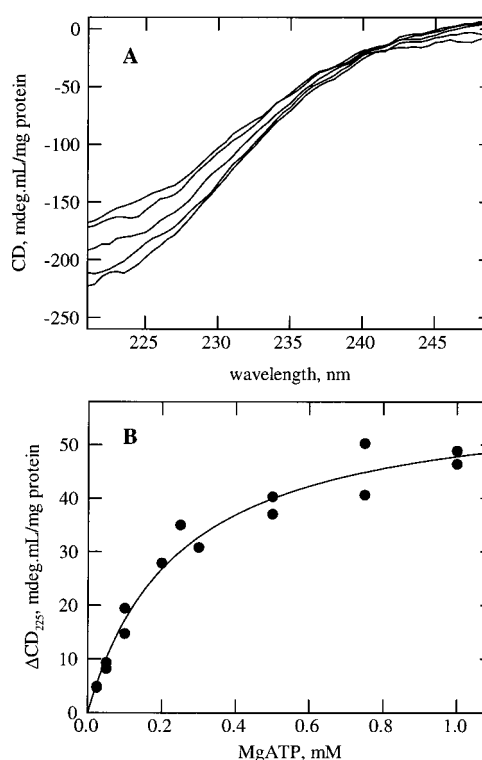 A
0
-50
-100
-150
-200
-250
CD, mdeg.mL/mg protein
225 230 235 240 245
wavelength, nm
B
50
40
30
20
10
0
ΔCD225, mdeg.mL/mg protein
0.0 0.2 0.4 0.6 0.8 1.0
MgATP, mM